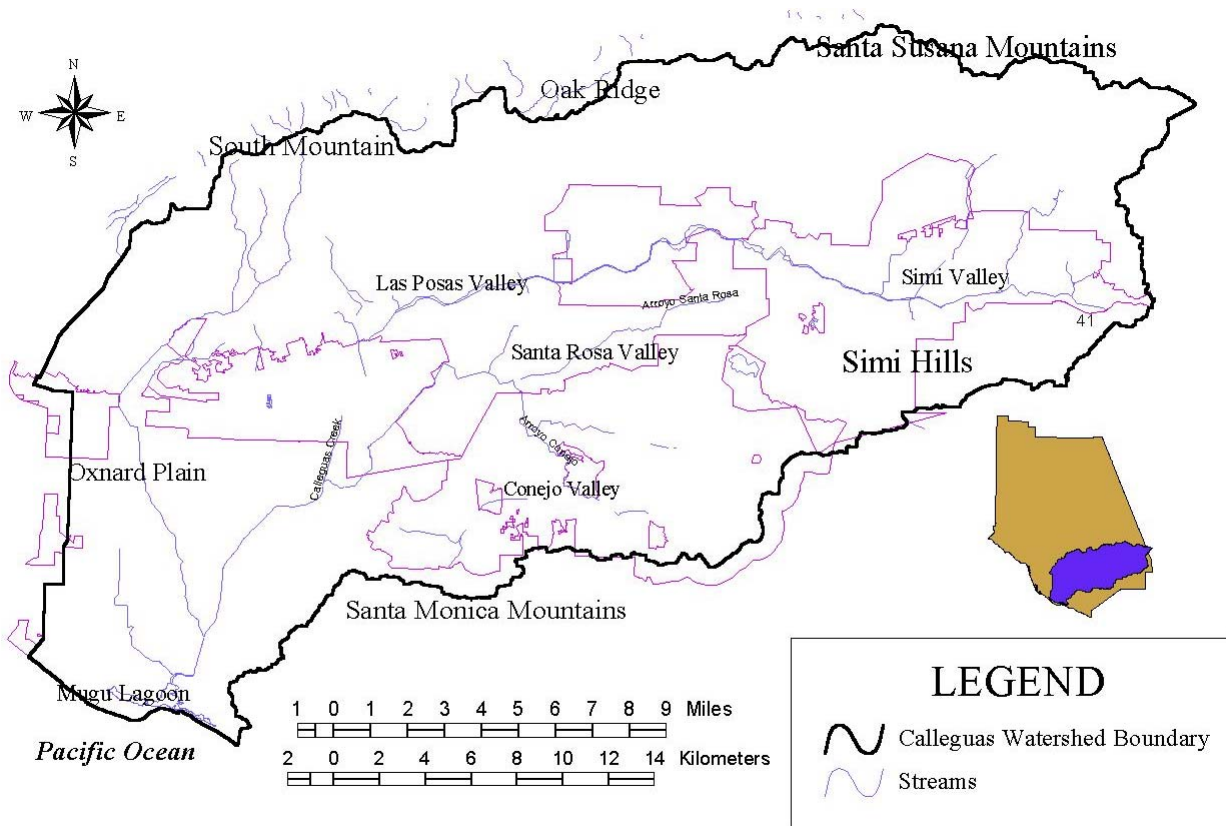 Santa Susana Mountains
N
W E
S
Oak Ridge
South Mountain
Las Posas Valley
Simi Valley
Arroyo Santa Rosa
41
Santa Rosa Valley
Simi Hills
Arroyo Conejo
Calleguas Creek
Oxnard Plain
Conejo Valley
Santa Monica Mountains
Mugu Lagoon
Pacific Ocean
1 0 1 2 3 4 5 6 7 8 9 Miles
2 0 2 4 6 8 10 12 14 Kilometers
LEGEND
Calleguas Watershed Boundary
Streams